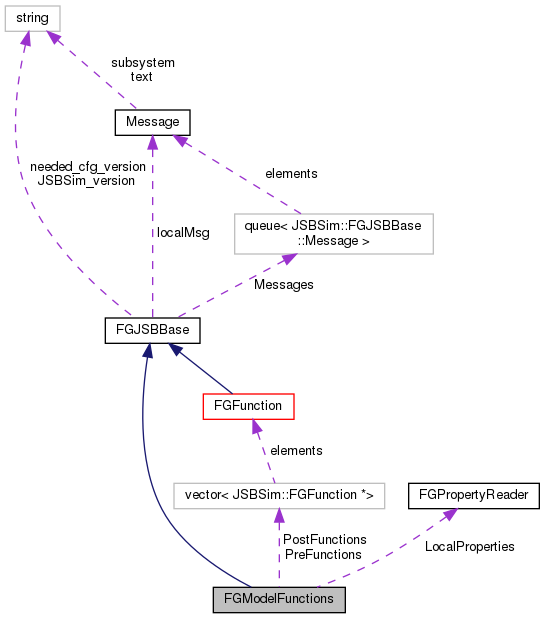 string
subsystem
text
Message
needed_cfg_version
JSBSim_version
elements
localMsg
queue< JSBSim::FGJSBBase
::Message >
Messages
FGJSBBase
FGFunction
elements
vector< JSBSim::FGFunction *>
FGPropertyReader
PostFunctions
PreFunctions
LocalProperties
FGModelFunctions